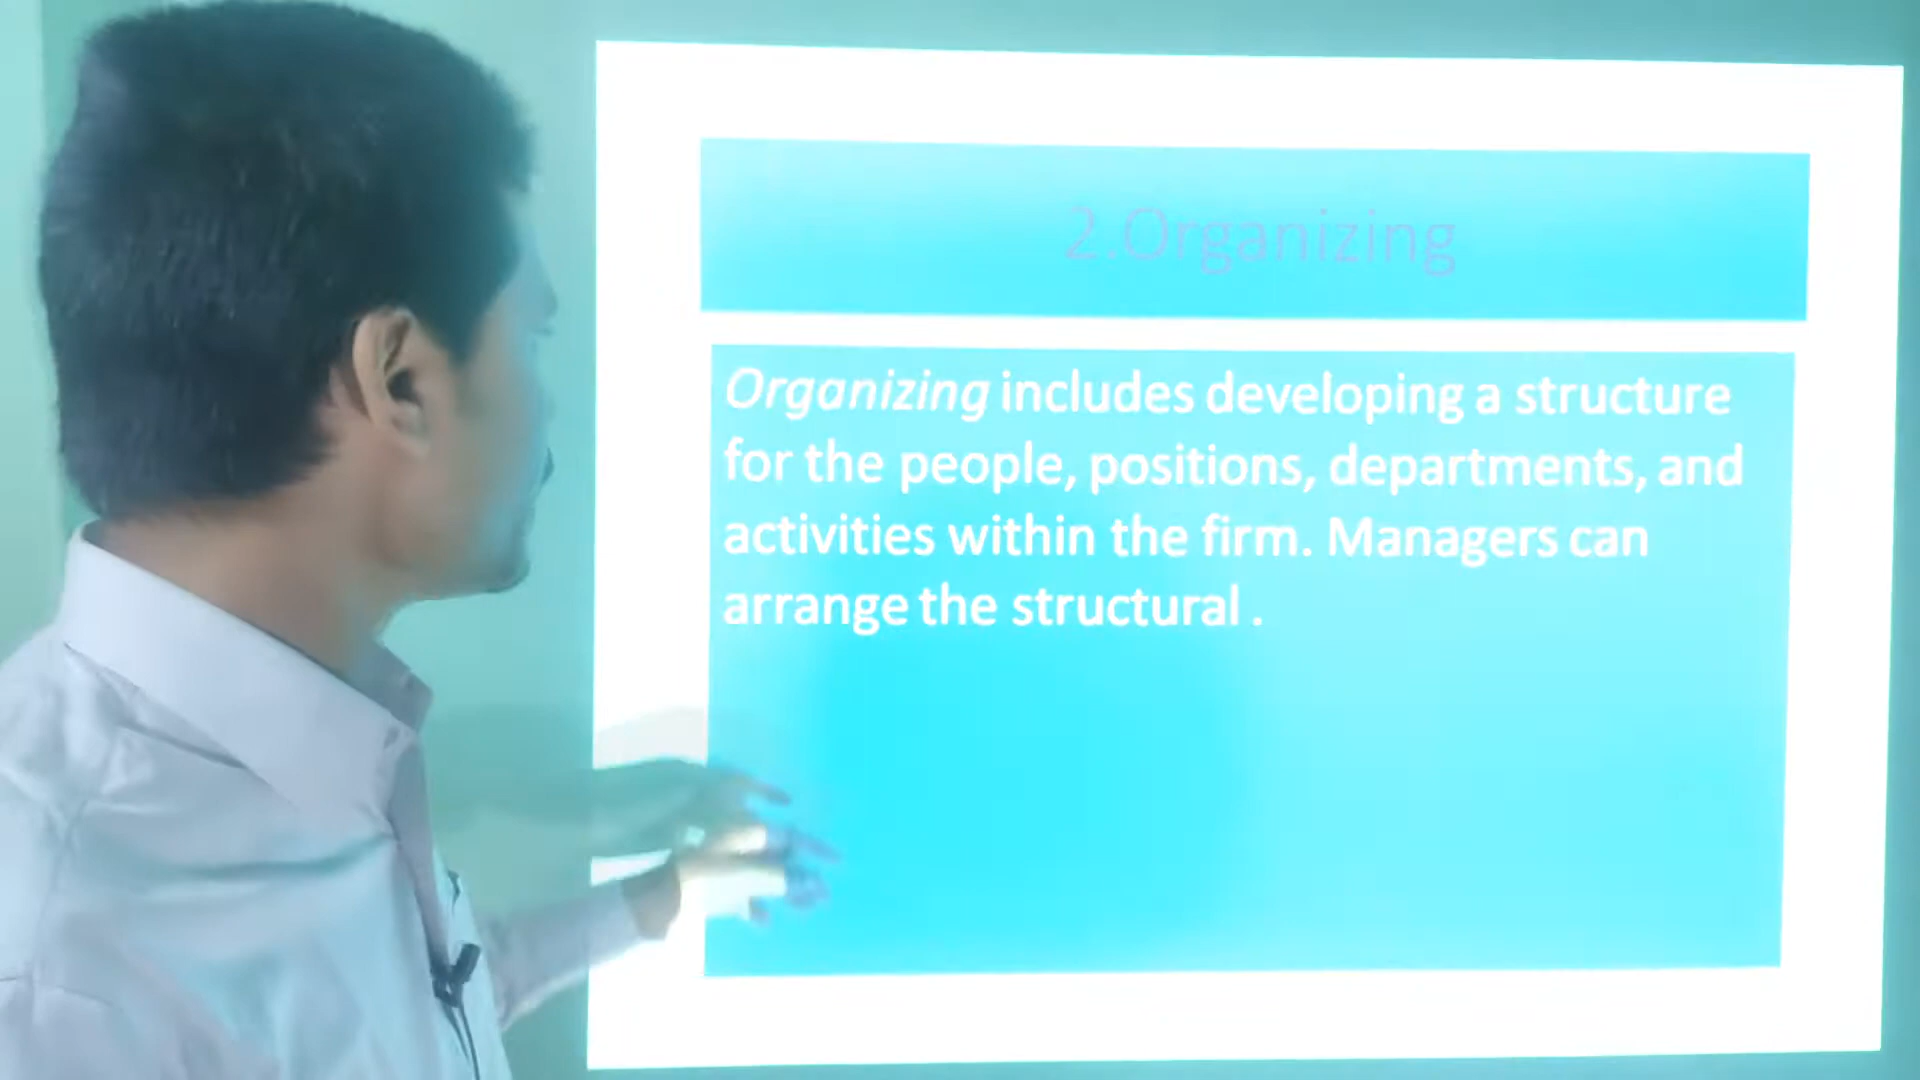 2.Organizing
Organizing includes developing a structure
for the people, positions, departments, and
activities within the firm. Managers can
arrange the structural .